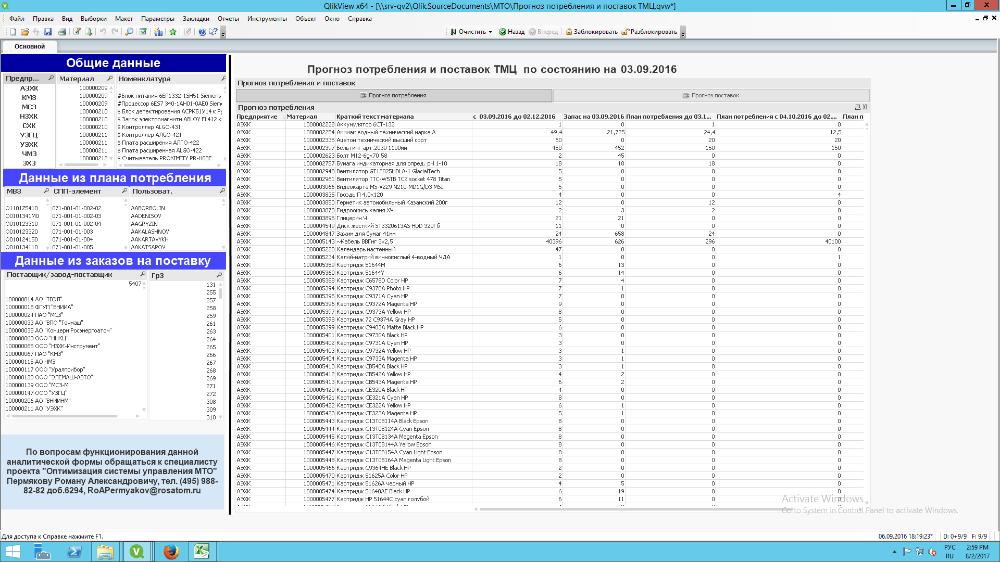 QlikView x64 - [\\srv-qv2\Qlik.SourceDocuments\МТО\Прогноз потребления и поставок ТМЦ.qvw*]
Файл Правка Вид Выборки Макет Параметры Закладки Отчеты Инструменты Объект Окно Справка
Очистить Назад Вперед Заблокировать Разблокировать
Основной
Общие данные
Предпр... Материал Номенклатура
АЭХК
КМЗ
МСЗ
НЗХК
СХК
УЗГЦ
УЭХК
ЧМЗ
ЭХЗ
100000209
100000209 #Блок питания 6EP1332-1SH51 Siemens
100000209 #Процессор 6ES7 340-1AH01-0AE0 Siem
100000210 $ Блок детектирования АСРКБ1У14 к Ру
100000210 $ Замок электромагнитн ABLOY EL412 к
100000210 $ Контроллер ALGO-431
100000211 $ Контроллер АЛGO-421
100000211 $ Плата расширения АЛГО-422
100000211 $ Плата расширенная ALGO-422
100000212 $ Считыватель PROXIMITY PR-H03E
Данные из плана потребления
МВЗ СПП-элемент Пользоват.
O1101Z5410 071-001-01-002-02 AABORBOLIN
O0101341M0 071-001-01-002-03 AADENISOV
O010123310 071-001-01-002-04 AAGRYZIN
O010123320 071-001-01-003 AAKALASHNOV
O010124150 071-001-01-004 AAKARTAVYKH
O010134110 071-001-01-005 AAKATSAPOV
Данные из заказов на поставку
Поставщик/завод-поставщик ГрЗ
5407
100000014 АО "ТВЭЛ"
100000018 ФГУП "ВНИИА"
100000024 ПАО "МСЗ"
100000033 АО "ВПО "Точмаш"
100000035 АО "Концерн Росэнергоатом"
100000063 ООО "ННКЦ"
100000065 ООО "НЗХК-Инструмент"
100000067 ПАО "КМЗ"
100000115 АО ЧМЗ
100000117 ООО "Уралприбор"
100000138 ООО "ЭЛЕМАШ-АВТО"
100000139 ООО "МСЗ-М"
100000147 ООО "УЗГЦ"
100000206 АО "ВНИИНМ"
100000211 АО "УЭХК"
131
255
257
258
259
261
263
264
265
266
267
268
269
271
272
308
309
310
По вопросам функционирования данной
аналитической формы обращаться к специалисту
проекта "Оптимизация системы управления МТО"
Пермякову Роману Александровичу, тел. (495) 988-
82-82 доб.6294, RoAPermyakov@rosatom.ru
Прогноз потребления и поставок ТМЦ по состоянию на 03.09.2016
Прогноз потребления и поставок
Прогноз потребления Прогноз поставок
Прогноз потребления XL
Предприятие Материал Краткий текст материала с 03.09.2016 до 02.12.2016 Запас на 03.09.2016 План потребления до 03.1... План потребления с 04.10.2016 до 02.... План п
АЭХК 1000002228 Аккумулятор 6СТ-132 1 0 1 0
АЭХК 1000002254 Аммиак водный технический марка А 49,4 21,725 24,4 12,5
АЭХК 1000002335 Ацетон технический высший сорт 60 0 20 20
АЭХК 1000002397 Бельтинг арт.2030 1100мм 450 452 150 150
АЭХК 1000002623 Болт М12-6gх70.58 2 45 0 0
АЭХК 1000002757 Бумага индикаторная для опред. pH 1-10 18 18 18 0
АЭХК 1000002948 Вентилятор GT12025HDLA-1 GlacialTech 5 0 0 0
АЭХК 1000002961 Вентилятор TTC-W5TB TC2 socket 478 Titan 5 0 0 0
АЭХК 1000003066 Видеокарта MS-V229 N210-MD1G/D3 MSI 5 0 0 0
АЭХК 1000003835 Гвоздь П 4,0х120 4 0 0 4
АЭХК 1000003850 Герметик автомобильный Казанский 200г 12 0 12 0
АЭХК 1000003870 Гидроокись калия ХЧ 2 3 2 0
АЭХК 1000003896 Глицерин Ч 21 21 0 0
АЭХК 1000004549 Диск жесткий ST3320613AS HDD 320Гб 11 0 0 0
АЭХК 1000004847 Зажим для бумаг 41мм 24 658 24 0
АЭХК 1000005143 ~Кабель ВВГнг 3х2,5 40396 626 296 40100
АЭХК 1000005220 Календарь настенный 47 0 0 0
АЭХК 1000005234 Калий-натрий виннокислый 4-водный ЧДА 1 0 0 1
АЭХК 1000005359 Картридж 51644M 6 13 0 0
АЭХК 1000005360 Картридж 51644Y 6 14 0 0
АЭХК 1000005388 Картридж C6578D Color HP 7 4 0 0
АЭХК 1000005394 Картридж C9370A Photo HP 7 1 0 0
АЭХК 1000005395 Картридж C9371A Cyan HP 7 0 0 0
АЭХК 1000005396 Картридж C9372A Magenta HP 9 0 0 0
АЭХК 1000005397 Картридж C9373A Yellow HP 8 0 0 0
АЭХК 1000005398 Картридж 72 C9374A Gray HP 5 0 0 0
АЭХК 1000005399 Картридж C9403A Matte Black HP 6 0 0 0
АЭХК 1000005401 Картридж C9730A Black HP 3 0 0 0
АЭХК 1000005402 Картридж C9731A Cyan HP 3 0 0 0
АЭХК 1000005403 Картридж C9732A Yellow HP 3 1 0 0
АЭХК 1000005404 Картридж C9733A Magenta HP 3 1 0 0
АЭХК 1000005410 Картридж CB540A Black HP 3 1 0 0
АЭХК 1000005412 Картридж CB542A Yellow HP 4 2 0 0
АЭХК 1000005413 Картридж CB543A Magenta HP 6 2 0 0
АЭХК 1000005420 Картридж CE320A Black HP 4 0 0 0
АЭХК 1000005421 Картридж CE321A Cyan HP 8 0 0 0
АЭХК 1000005422 Картридж CE322A Yellow HP 6 1 0 0
АЭХК 1000005423 Картридж CE323A Magenta HP 5 1 0 0
АЭХК 1000005443 Картридж C13T08114A Black Epson 8 0 0 0
АЭХК 1000005444 Картридж C13T08124A Cyan Epson 8 0 0 0
АЭХК 1000005445 Картридж C13T08134A Magenta Epson 8 0 0 0
АЭХК 1000005446 Картридж C13T08144A Yellow Epson 8 0 0 0
АЭХК 1000005447 Картридж C13T08154A Cyan Light Epson 8 0 0 0
АЭХК 1000005448 Картридж C13T08164A Magenta Light Epson 8 0 0 0
АЭХК 1000005466 Картридж C9364HE Black HP 2 0 0 0
АЭХК 1000005470 Картридж 51625A Color HP 2 0 0 0
АЭХК 1000005471 Картридж 51626A черный HP 4 5 0 0
АЭХК 1000005474 Картридж 51640AE Black HP 6 19 0 0
АЭХК 1000005477 Картридж HP 51644C cyan голубой 6 11 0 0
Activate Windows
Go to System in Control Panel to activate Windows.
Для доступа к Справке нажмите F1. 06.09.2016 18:19:23* D: 0+9/9 F: 9/9
РУС 2:59 PM
RU 8/2/2017